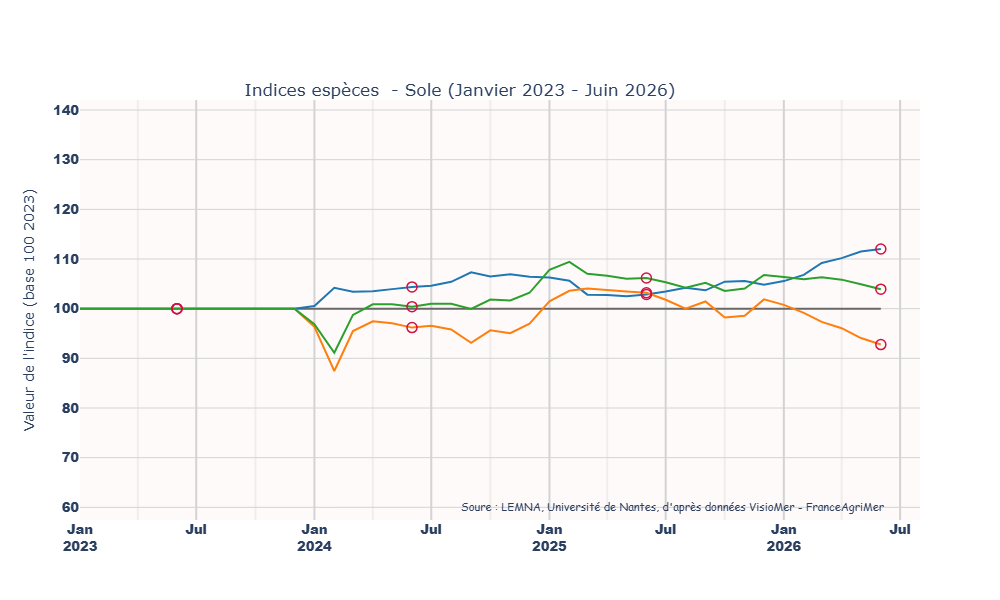 Indices espèces  - Sole (Janvier 2023 - Juin 2026)
Valeur de l'indice (base 100 2023)
140
130
120
110
100
90
80
70
60
Soure : LEMNA, Université de Nantes, d'après données VisioMer - FranceAgriMer
Jan Jul Jan Jul Jan Jul Jan Jul
2023 2024 2025 2026